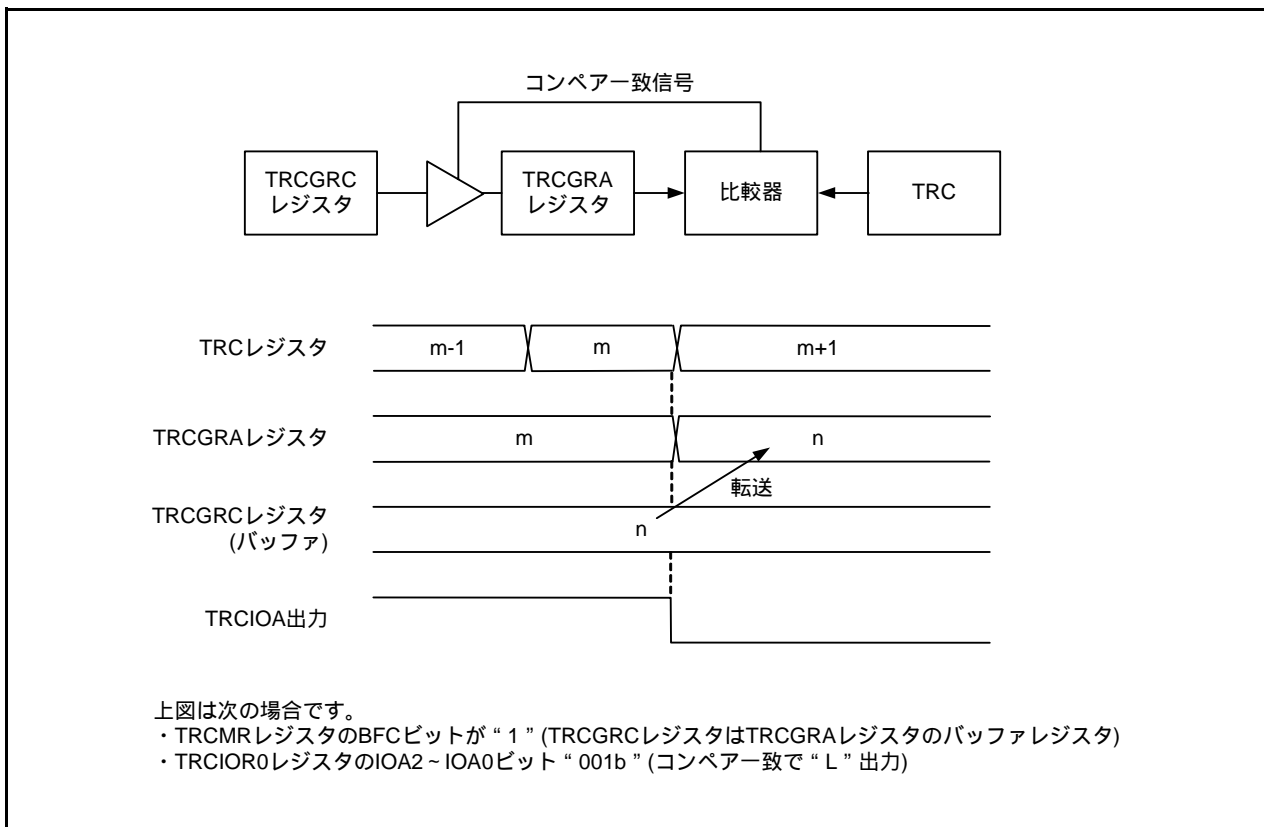 コンペア一致信号
TRCGRC
レジスタ
TRCGRA
レジスタ
比較器
TRC
TRCレジスタ
m-1
m
m+1
TRCGRAレジスタ
m
n
転送
TRCGRCレジスタ
(バッファ)
n
TRCIOA出力
上図は次の場合です。
・TRCMRレジスタのBFCビットが“1”(TRCGRCレジスタはTRCGRAレジスタのバッファレジスタ)
・TRCIOR0レジスタのIOA2~IOA0ビット“001b”(コンペア一致で“L”出力)